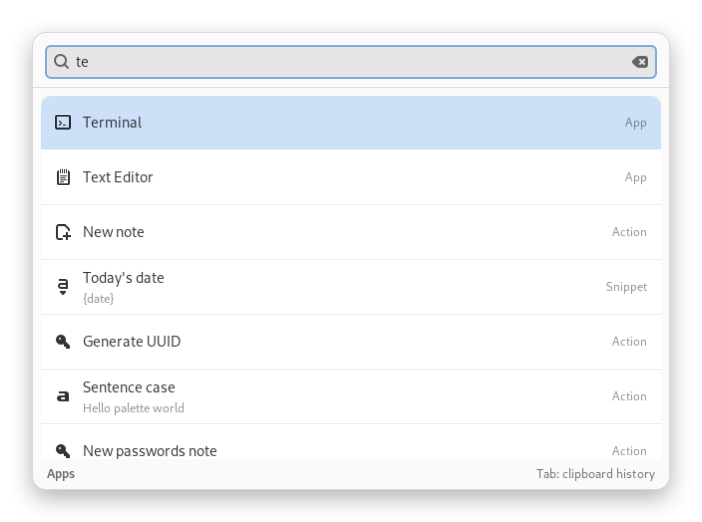 te
Terminal App
Text Editor App
New note Action
Today's date
{date}
Snippet
Generate UUID Action
Sentence case
Hello palette world
Action
New passwords note Action
Apps Tab: clipboard history